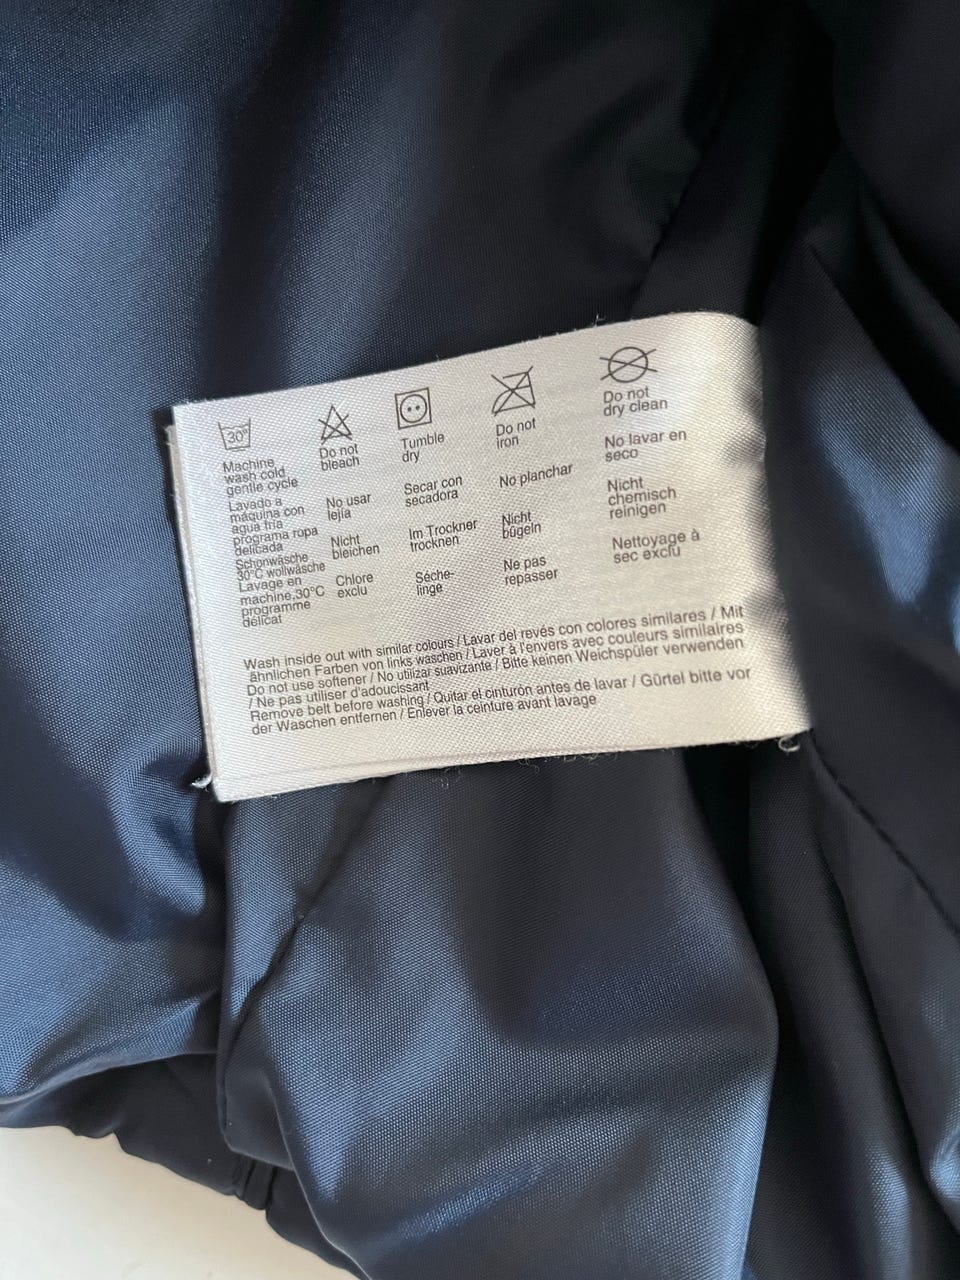 30°
Machine
wash cold
gentle cycle
Lavado a
máquina con
agua fría
programa ropa
delicada
Schonwäsche
30°C wollwäsche
Lavage en
machine,30°C
programme
délicat
Do not
bleach
No usar
lejia
Nicht
bleichen
Chlore
exclu
Tumble
dry
Secar con
secadora
Im Trockner
trocknen
Séche-
linge
Do not
iron
No planchar
Nicht
bügeln
Ne pas
repasser
Do not
dry clean
No lavar en
seco
Nicht
chemisch
reinigen
Nettoyage à
sec exclu
Wash inside out with similar colours / Lavar del revés con colores similares / Mit
ähnlichen Farben von links waschen / Laver à l'envers avec couleurs similaires
Do not use softener / No utilizar suavizante / Bitte keinen Weichspüler verwenden
/ Ne pas utiliser d'adoucissant
Remove belt before washing / Quitar el cinturón antes de lavar / Gürtel bitte vor
der Waschen entfernen / Enlever la ceinture avant lavage